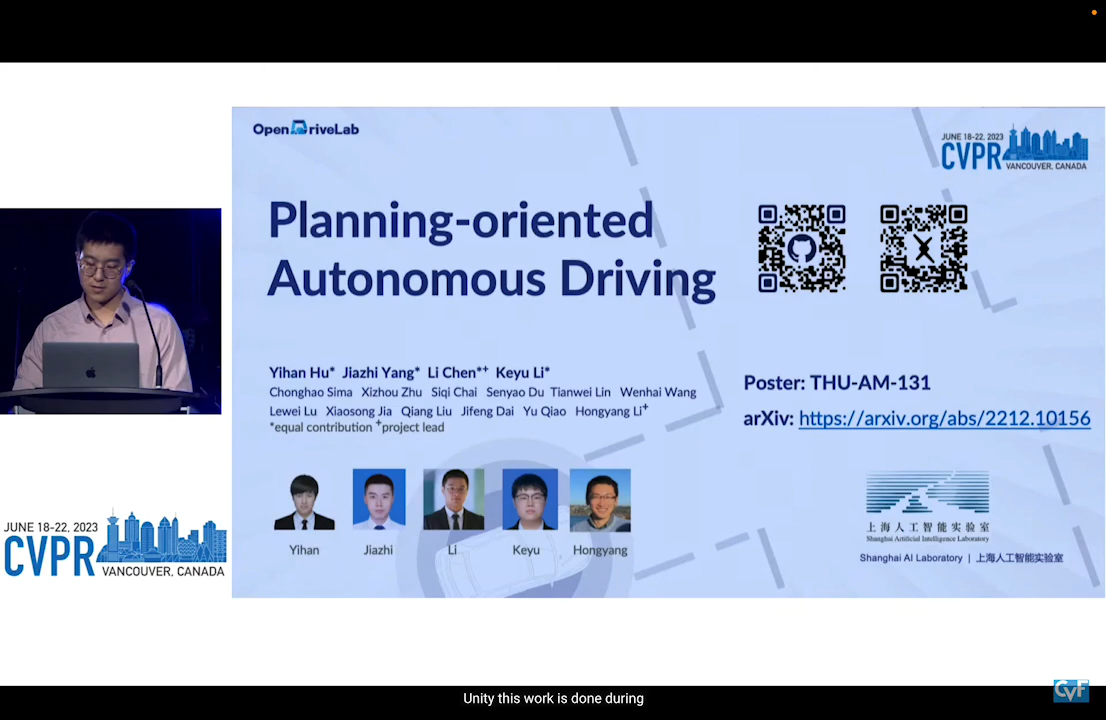 OpenDriveLab
JUNE 18-22, 2023
CVPR
VANCOUVER, CANADA
Planning-oriented
Autonomous Driving
Yihan Hu* Jiazhi Yang* Li Chen*+ Keyu Li*
Chonghao Sima Xizhou Zhu Siqi Chai Senyao Du Tianwei Lin Wenhai Wang
Lewei Lu Xiaosong Jia Qiang Liu Jifeng Dai Yu Qiao Hongyang Li+
*equal contribution +project lead
Poster: THU-AM-131
arXiv: https://arxiv.org/abs/2212.10156
Yihan Jiazhi Li Keyu Hongyang
上海人工智能实验室
Shanghai Artificial Intelligence Laboratory
Shanghai AI Laboratory | 上海人工智能实验室
JUNE 18-22, 2023
CVPR
VANCOUVER, CANADA
Unity this work is done during
CVF